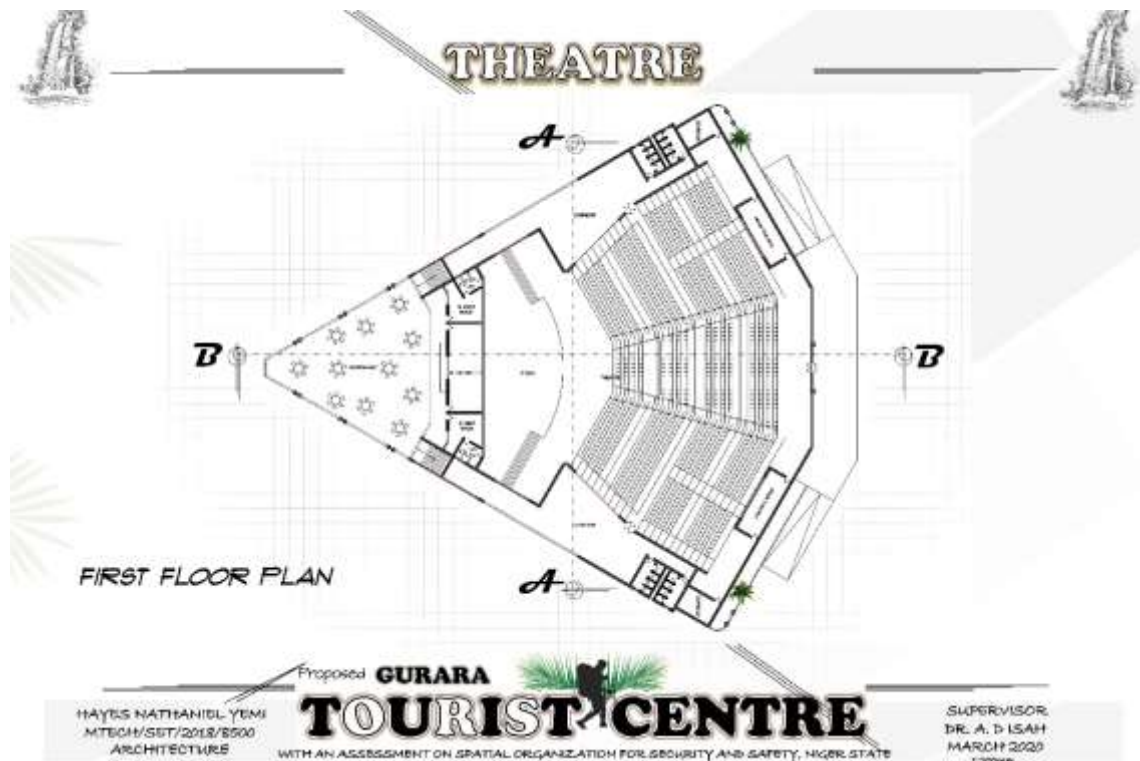 THEATRE
A
A
B
B
STAGE
FIRST FLOOR PLAN
Proposed GURARA
TOURIST CENTRE
WITH AN ASSESSMENT ON SPATIAL ORGANIZATION FOR SECURITY AND SAFETY, NIGER STATE
HAYES NATHANIEL YEMI
MTECH/SET/2018/8500
ARCHITECTURE
SUPERVISOR
DR. A. D ISAH
MARCH 2020